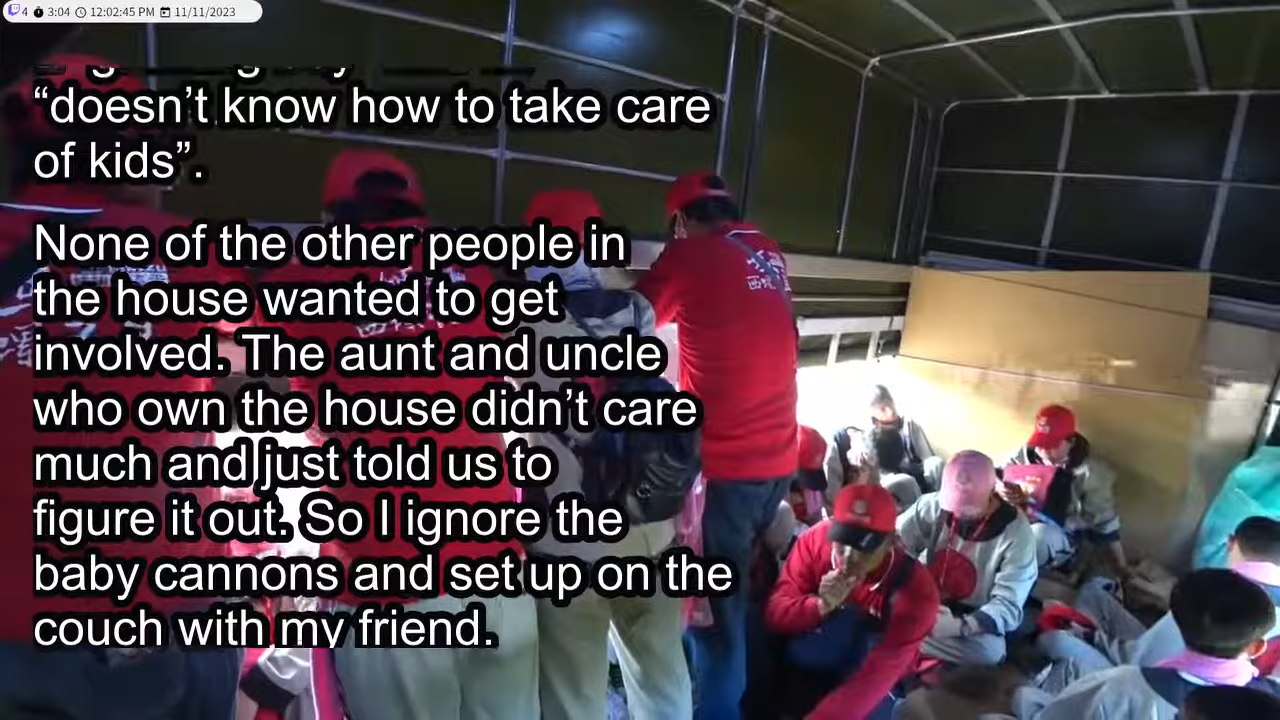 4 3:04 12:02:45 PM 11/11/2023
“doesn’t know how to take care
of kids”.
None of the other people in
the house wanted to get
involved. The aunt and uncle
who own the house didn’t care
much and just told us to
figure it out. So I ignore the
baby cannons and set up on the
couch with my friend.